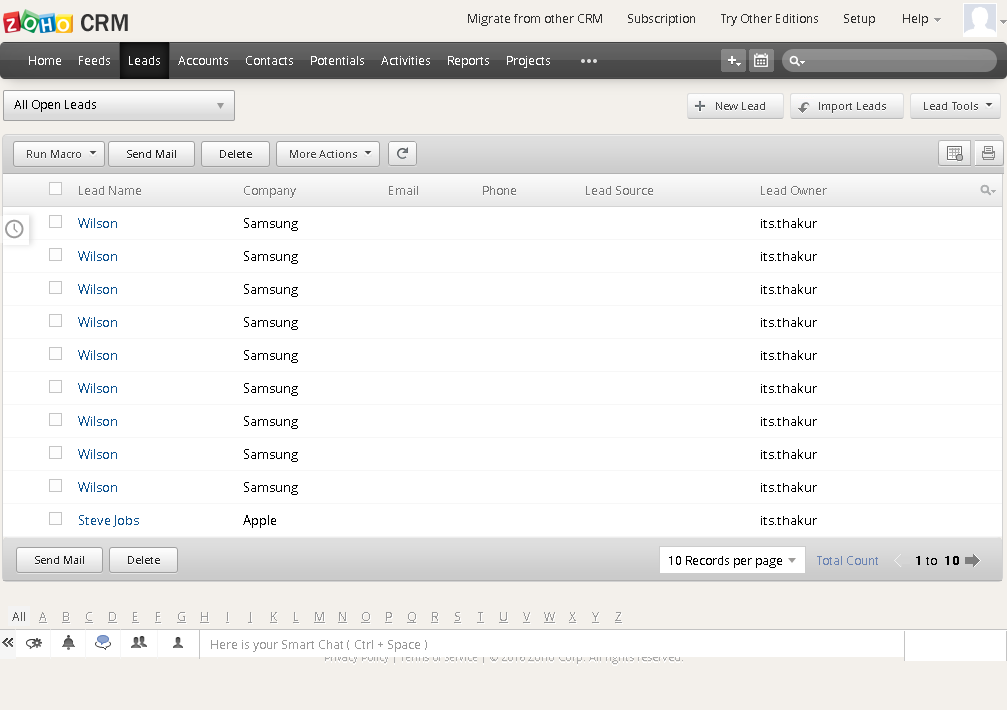 ZOHO CRM
Migrate from other CRM Subscription Try Other Editions Setup Help
Home Feeds Leads Accounts Contacts Potentials Activities Reports Projects •••
All Open Leads
New Lead Import Leads Lead Tools
Run Macro Send Mail Delete More Actions
Lead Name Company Email Phone Lead Source Lead Owner
Wilson Samsung its.thakur
Wilson Samsung its.thakur
Wilson Samsung its.thakur
Wilson Samsung its.thakur
Wilson Samsung its.thakur
Wilson Samsung its.thakur
Wilson Samsung its.thakur
Wilson Samsung its.thakur
Wilson Samsung its.thakur
Steve Jobs Apple its.thakur
Send Mail Delete 10 Records per page Total Count 1 to 10
All A B C D E F G H I J K L M N O P Q R S T U V W X Y Z
Here is your Smart Chat ( Ctrl + Space )
Privacy Policy | Terms of Service | © 2016 Zoho Corp. All rights reserved.